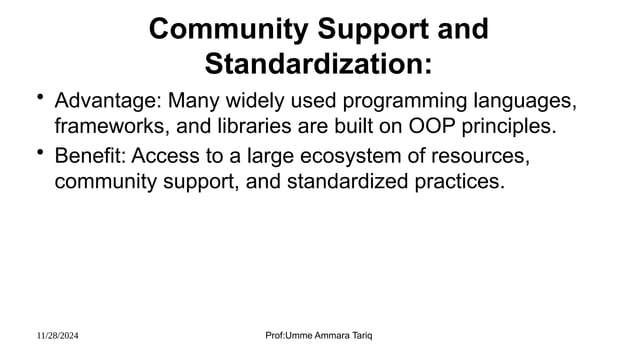 Community Support and
Standardization:
• Advantage: Many widely used programming languages,
frameworks, and libraries are built on OOP principles.
• Benefit: Access to a large ecosystem of resources,
community support, and standardized practices.
11/28/2024
Prof:Umme Ammara Tariq